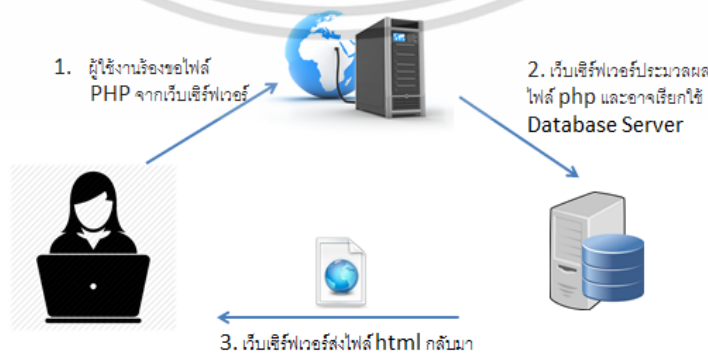 1. ผู้ใช้งานร้องขอไฟล์
PHP จากเว็บเซิร์ฟเวอร์
2. เว็บเซิร์ฟเวอร์ประมวลผล
ไฟล์ php และอาจเรียกใช้
Database Server
3. เว็บเซิร์ฟเวอร์ส่งไฟล์ html กลับมา